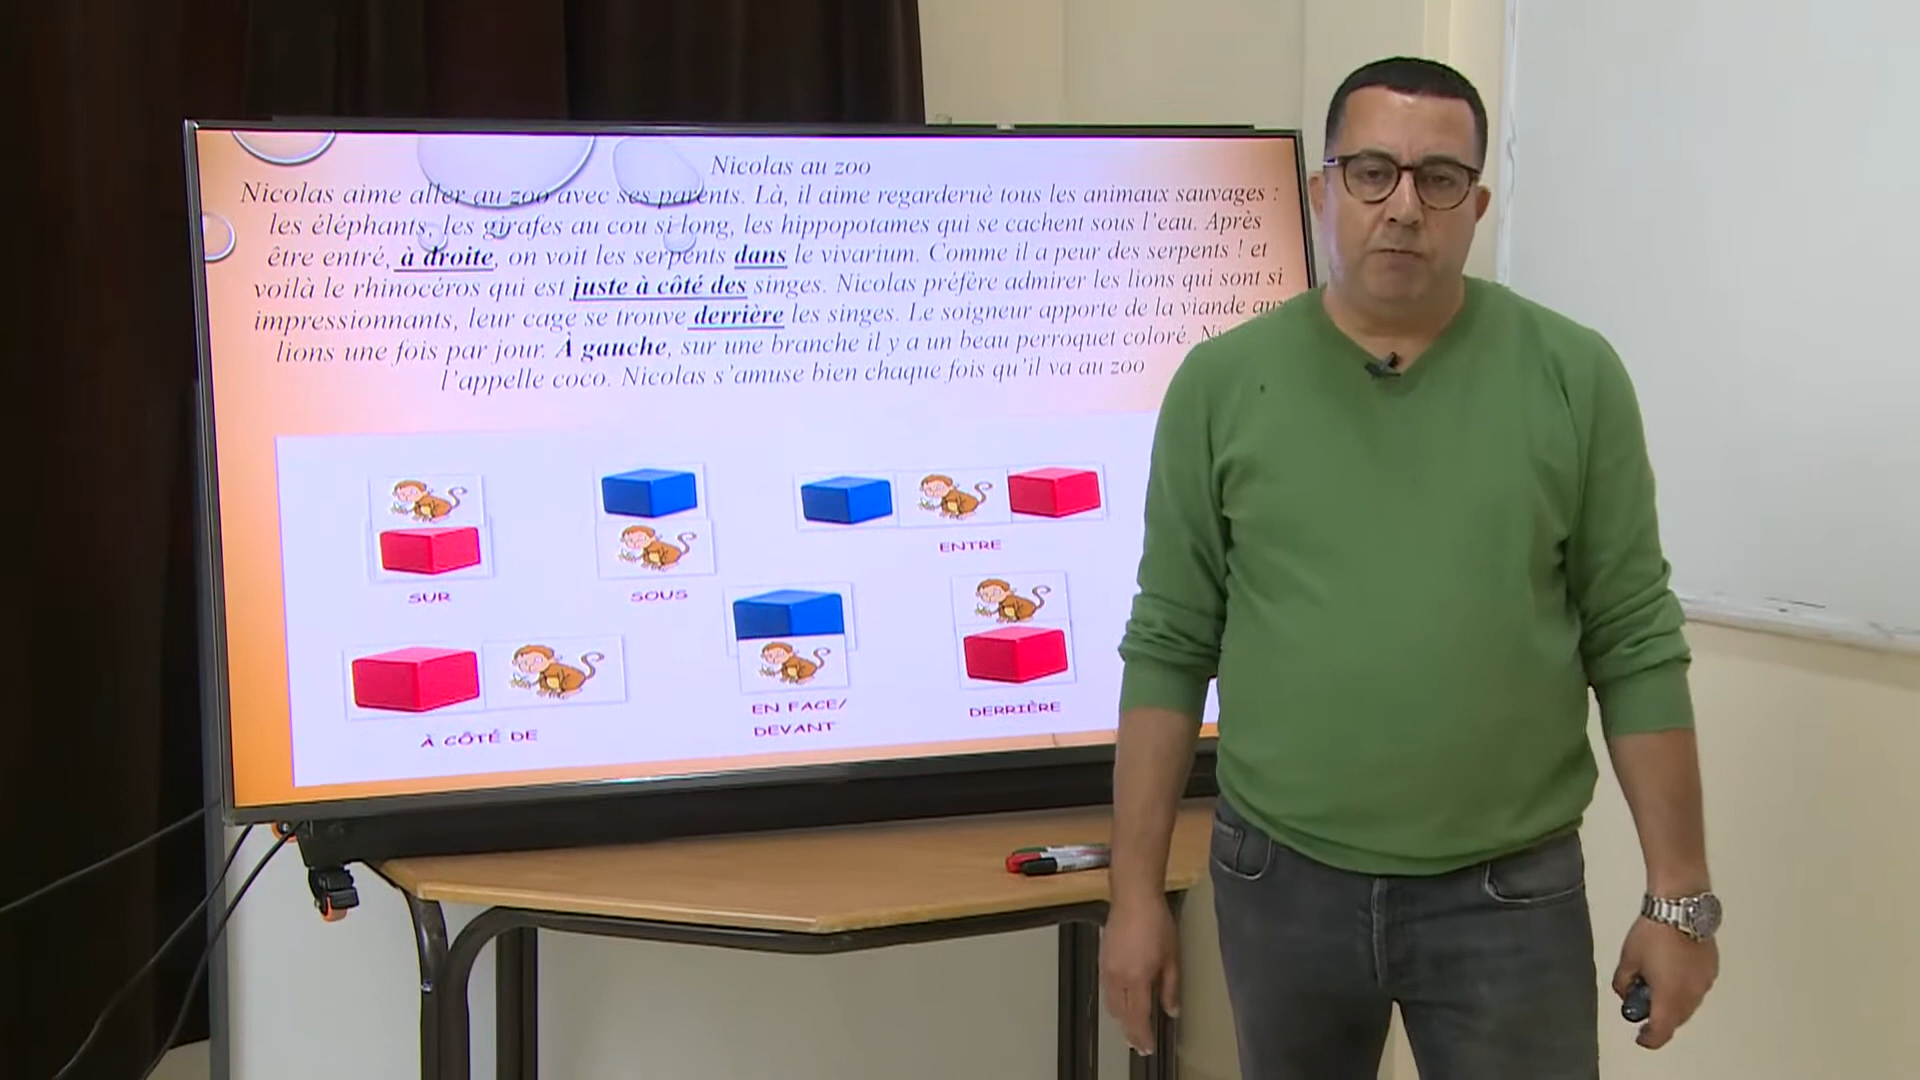 Nicolas au zoo
Nicolas aime aller au zoo avec ses parents. Là, il aime regarderuè tous les animaux sauvages :
les éléphants, les girafes au cou si long, les hippopotames qui se cachent sous l'eau. Après
être entré, à droite, on voit les serpents dans le vivarium. Comme il a peur des serpents ! et
voilà le rhinocéros qui est juste à côté des singes. Nicolas préfère admirer les lions qui sont si
impressionnants, leur cage se trouve derrière les singes. Le soigneur apporte de la viande aux
lions une fois par jour. À gauche, sur une branche il y a un beau perroquet coloré.
l'appelle coco. Nicolas s'amuse bien chaque fois qu'il va au zoo
ENTRE
SUR
SOUS
À CÔTÉ DE
EN FACE/
DEVANT
DERRIÈRE